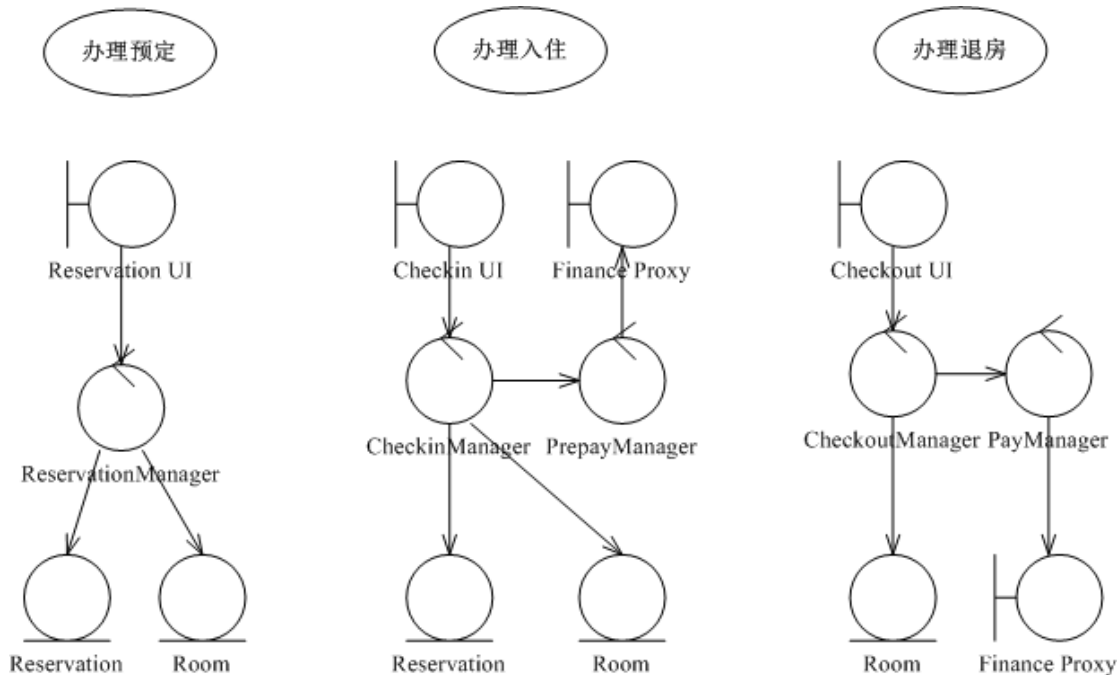 办理预定
办理入住
办理退房
Reservation UI
Checkin UI
Finance Proxy
Checkout UI
ReservationManager
CheckinManager
PrepayManager
CheckoutManager
PayManager
Reservation
Room
Reservation
Room
Room
Finance Proxy